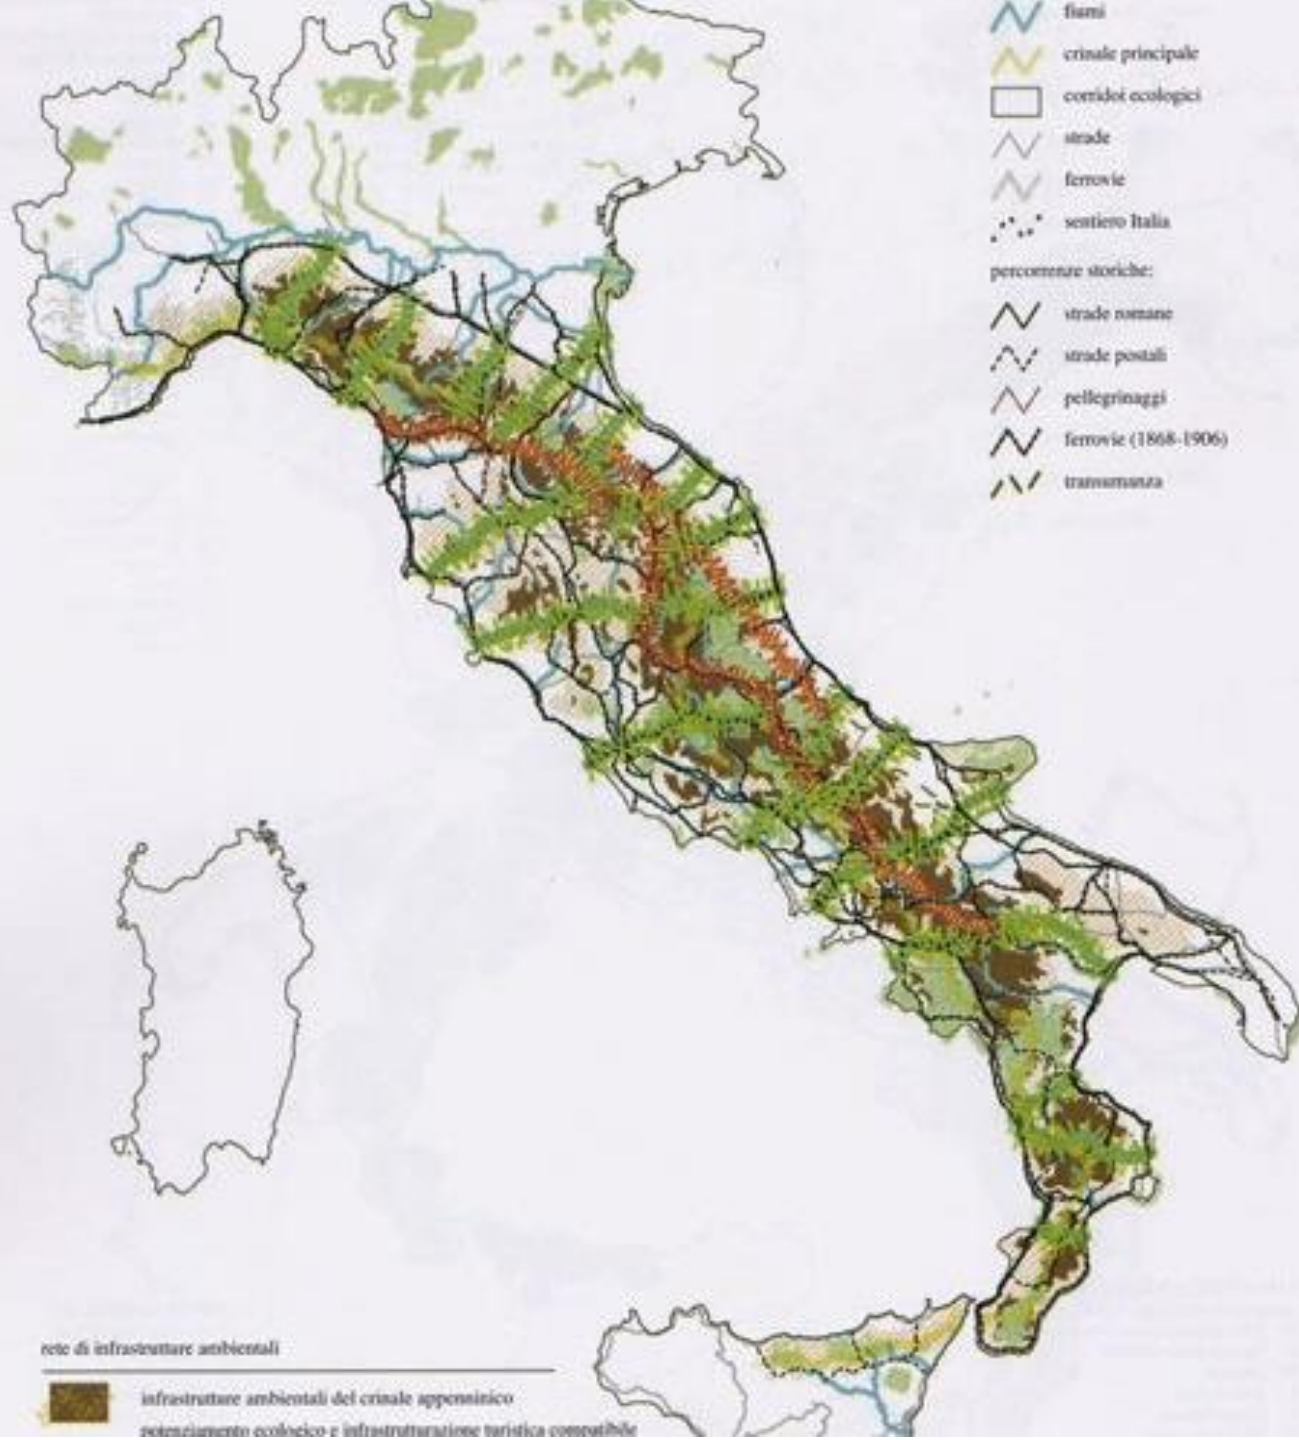 fiumi
crinale principale
corridoi ecologici
strade
ferrovie
sentiero Italia
percorrenze storiche:
strade romane
strade postali
pellegrinaggi
ferrovie (1868-1906)
transumanza
rete di infrastrutture ambientali
infrastrutture ambientali del crinale appenninico
potenziamento ecologico e infrastrutturazione turistica compatibile